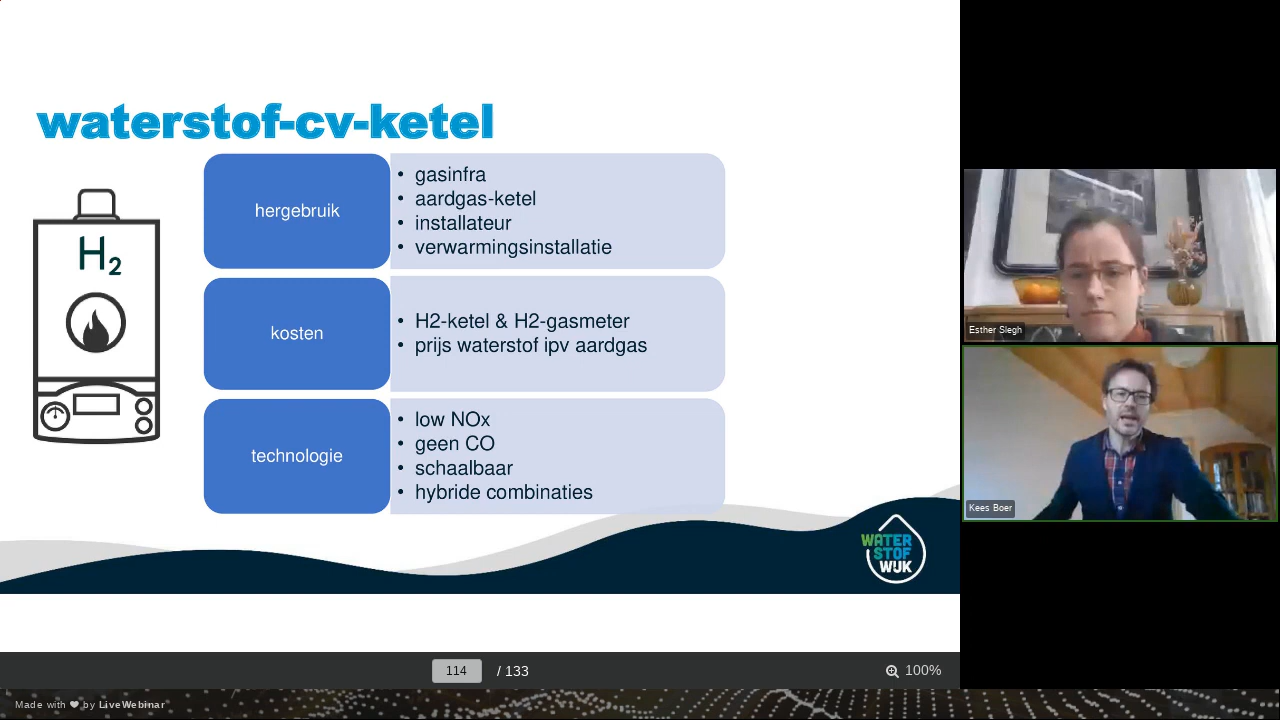 waterstof-cv-ketel
H2
hergebruik
• gasinfra
• aardgas-ketel
• installateur
• verwarmingsinstallatie
kosten
• H2-ketel & H2-gasmeter
• prijs waterstof ipv aardgas
technologie
• low NOx
• geen CO
• schaalbaar
• hybride combinaties
WATER
STOF
WIJK
Esther Slegh
Kees Boer
114 / 133
100%
Made with ❤ by LiveWebinar